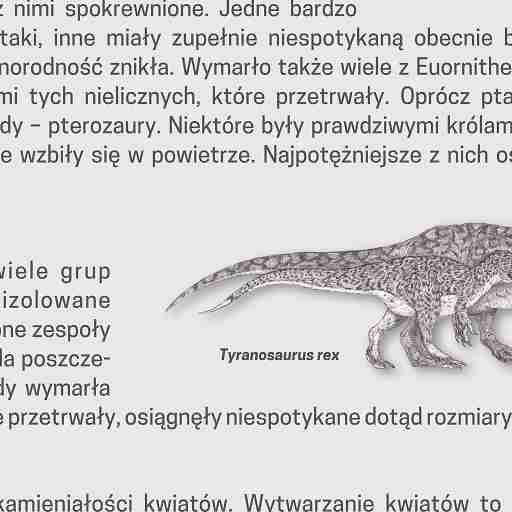 z nimi spokrewnione. Jedne bardzo
taki, inne miały zupełnie niespotykaną obecnie b
norodność znikła. Wymarło także wiele z Euornithe
mi tych nielicznych, które przetrwały. Oprócz pta
dy – pterozaury. Niektóre były prawdziwymi królam
e wzbiły się w powietrze. Najpotężniejsze z nich os
wiele grup
izolowane
one zespoły
la poszcze-
dy wymarła
Tyranosaurus rex
e przetrwały, osiągnęły niespotykane dotąd rozmiary
kamieniałości kwiatów. Wytwarzanie kwiatów to